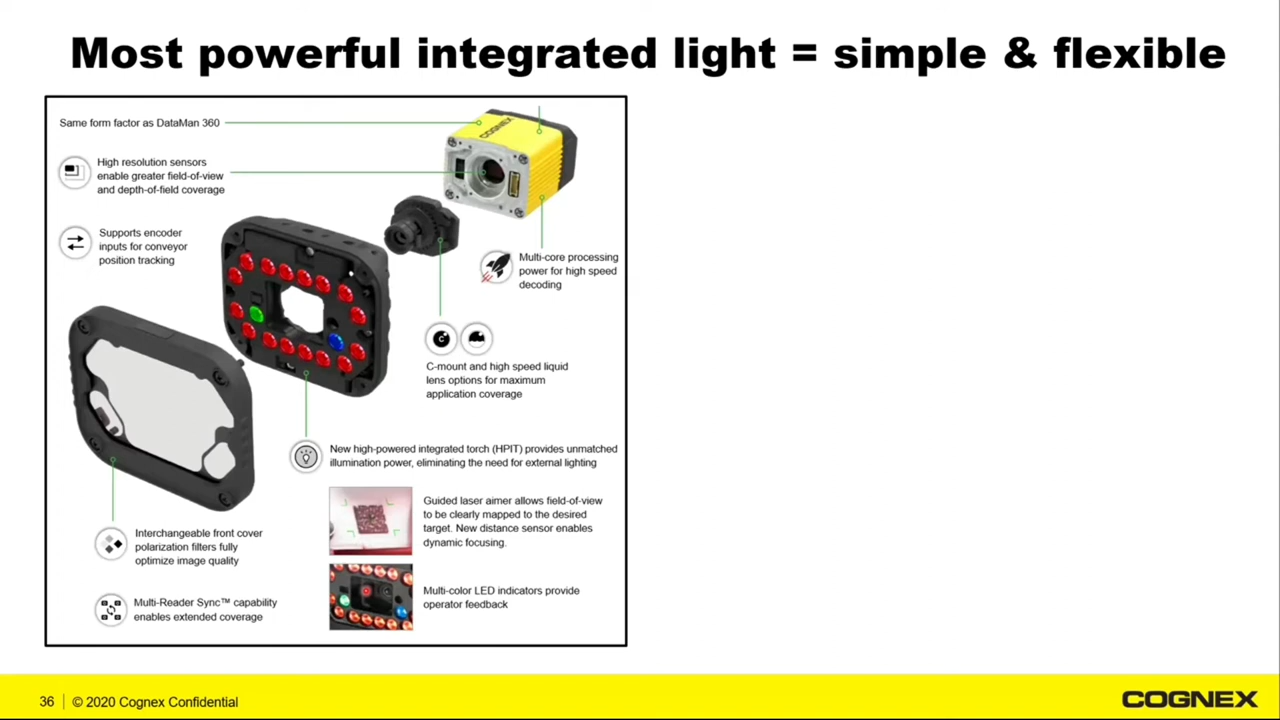 Most powerful integrated light = simple & flexible
Same form factor as DataMan 360
COGNEX
High resolution sensors
enable greater field-of-view
and depth-of-field coverage
Supports encoder
inputs for conveyor
position tracking
Multi-core processing
power for high speed
decoding
C
C-mount and high speed liquid
lens options for maximum
application coverage
New high-powered integrated torch (HPIT) provides unmatched
illumination power, eliminating the need for external lighting
Guided laser aimer allows field-of-view
to be clearly mapped to the desired
target. New distance sensor enables
dynamic focusing.
Interchangeable front cover
polarization filters fully
optimize image quality
Multi-color LED indicators provide
operator feedback
Multi-Reader Sync™ capability
enables extended coverage
36
© 2020 Cognex Confidential
COGNEX